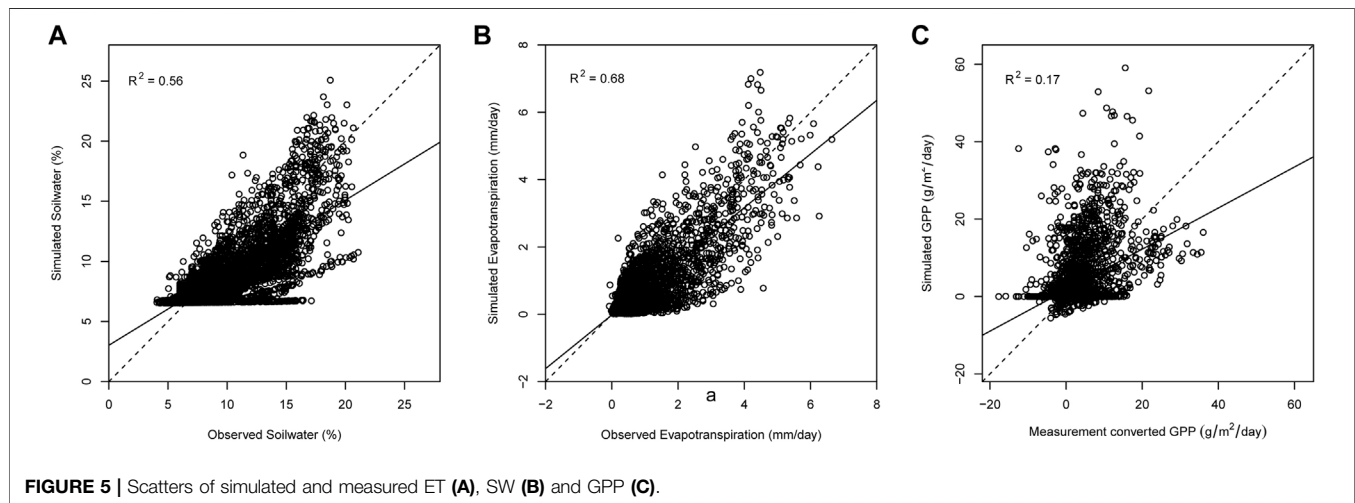 A
R² = 0.56
Simulated Soilwater (%)
25
20
15
10
5
0
0 5 10 15 20 25
Observed Soilwater (%)
B
R² = 0.68
Simulated Evapotranspiration (mm/day)
8
6
4
2
0
−2
−2 0 2 4 6 8
a
Observed Evapotranspiration (mm/day)
C
R² = 0.17
Simulated GPP (g/m²/day)
60
40
20
0
−20
−20 0 20 40 60
Measurement converted GPP (g/m²/day)
FIGURE 5 | Scatters of simulated and measured ET (A), SW (B) and GPP (C).